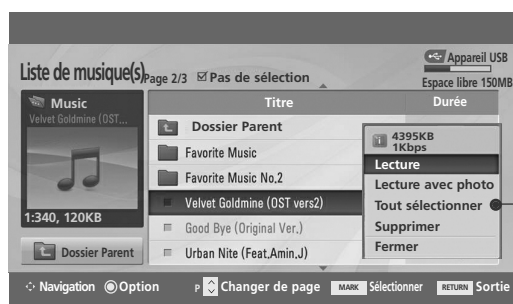 Appareil USB
Liste de musique(s) Page 2/3 Pas de sélection
Espace libre 150MB
Music
Velvet Goldmine (OST...
1:340, 120KB
Dossier Parent
Titre Durée
Dossier Parent
Favorite Music
Favorite Music No.2
Velvet Goldmine (OST vers2)
Good Bye (Original Ver.)
Urban Nite (Feat,Amin,J)
4395KB
1Kbps
Lecture
Lecture avec photo
Tout sélectionner
Supprimer
Fermer
Navigation Option P Changer de page MARK Sélectionner RETURN Sortie